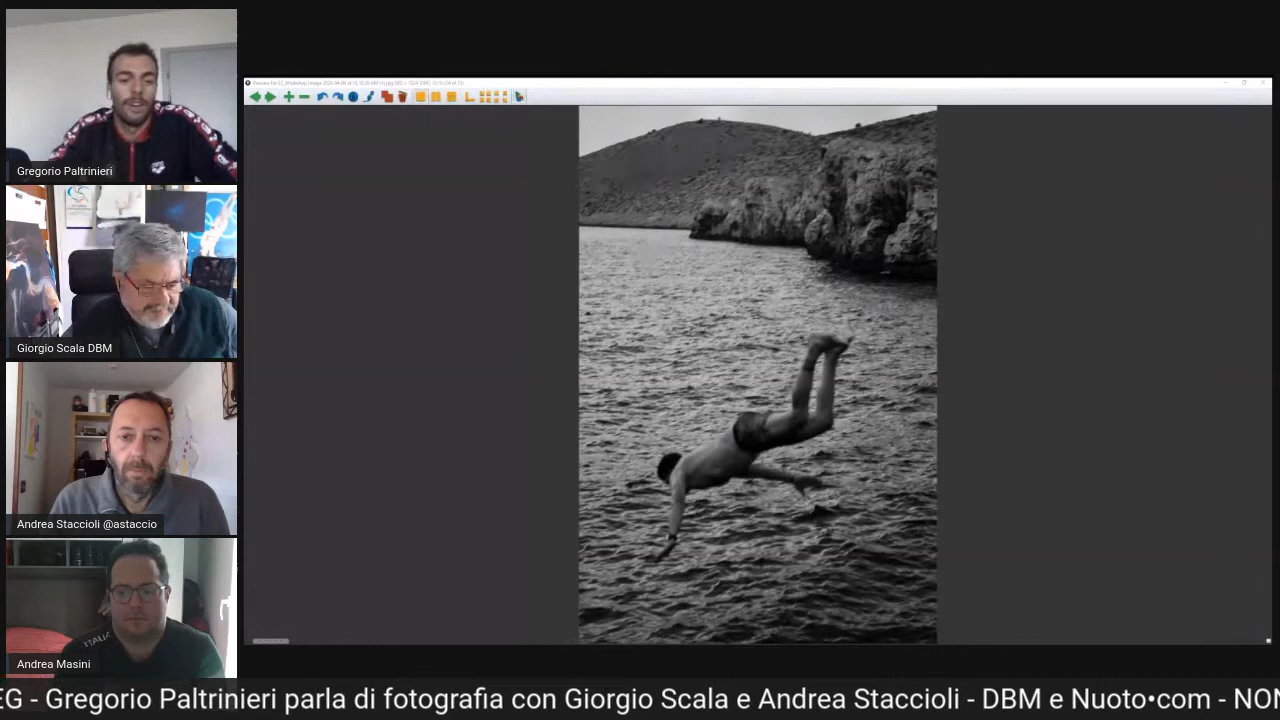 Gregorio Paltrinieri
Giorgio Scala DBM
Andrea Staccioli @astaccio
ITALIA
Andrea Masini
EG - Gregorio Paltrinieri parla di fotografia con Giorgio Scala e Andrea Staccioli - DBM e Nuoto•com - NON